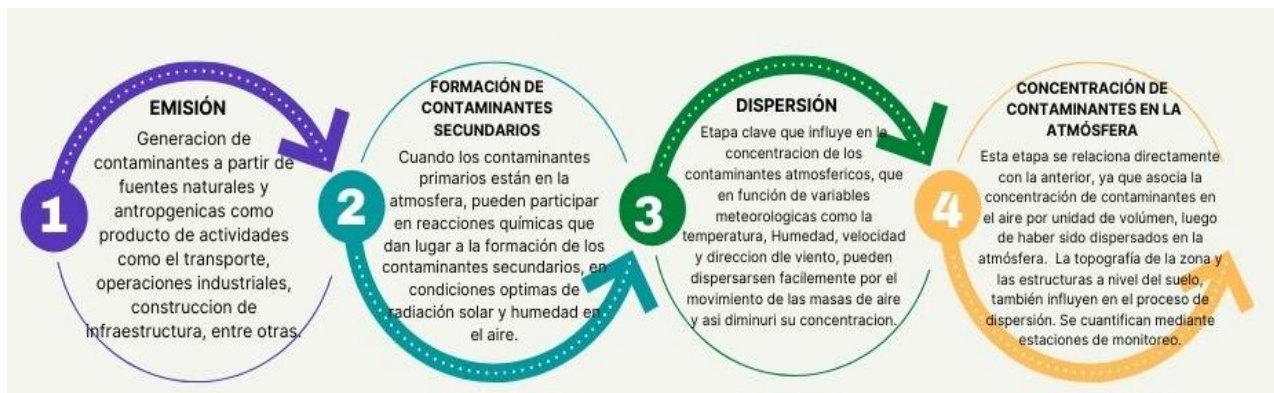 1
EMISIÓN
Generacion de
contaminantes a partir de
fuentes naturales y
antropgenicas como
producto de actividades
como el transporte,
operaciones industriales,
construccion de
infraestructura, entre otras.
2
FORMACIÓN DE
CONTAMINANTES
SECUNDARIOS
Cuando los contaminantes
primarios están en la
atmosfera, pueden participar
en reacciones químicas que
dan lugar a la formación de los
contaminantes secundarios, en
condiciones optimas de
radiación solar y humedad en
el aire.
3
DISPERSIÓN
Etapa clave que influye en la
concentracion de los
contaminantes atmosfericos, que
en función de variables
meteorologicas como la
temperatura, Humedad, velocidad
y direccion dle viento, pueden
dispersarsen facilemente por el
movimiento de las masas de aire
y asi diminuri su concentracion.
4
CONCENTRACIÓN DE
CONTAMINANTES EN LA
ATMÓSFERA
Esta etapa se relaciona directamente
con la anterior, ya que asocia la
concentración de contaminantes en
el aire por unidad de volúmen, luego
de haber sido dispersados en la
atmósfera. La topografía de la zona y
las estructuras a nivel del suelo,
también influyen en el proceso de
dispersión. Se cuantifican mediante
estaciones de monitoreo.